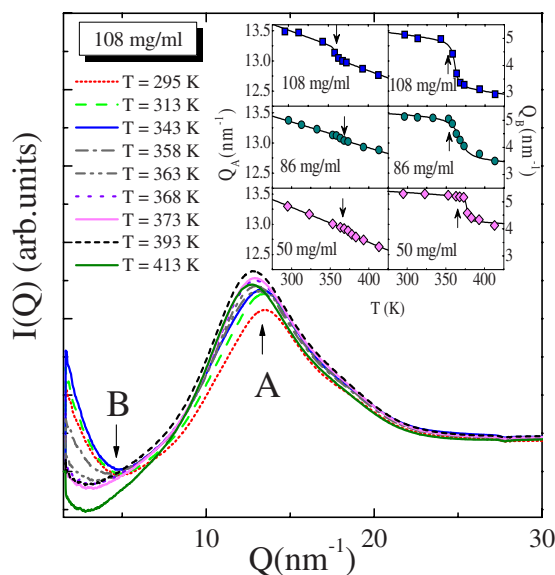 108 mg/ml
T = 295 K
T = 313 K
T = 343 K
T = 358 K
T = 363 K
T = 368 K
T = 373 K
T = 393 K
T = 413 K
I(Q) (arb.units)
10 20 30
Q(nm⁻¹)
A
B
13.5
13.0
12.5
13.5
13.0
13.5
13.0
12.5
Q_A (nm⁻¹)
108 mg/ml
108 mg/ml
86 mg/ml
86 mg/ml
50 mg/ml
50 mg/ml
5
4
3
5
4
3
5
4
3
Q_B (nm⁻¹)
300 350 400 300 350 400
T (K)